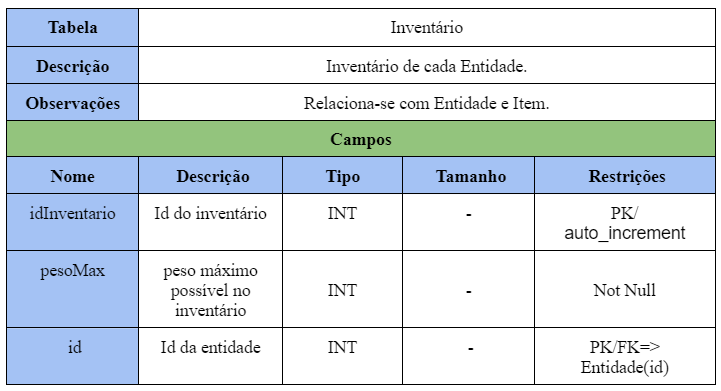 Tabela Inventário
Descrição Inventário de cada Entidade.
Observações Relaciona-se com Entidade e Item.
Campos
Nome Descrição Tipo Tamanho Restrições
idInventario Id do inventário INT - PK/
auto_increment
pesoMax peso máximo
possível no
inventário INT - Not Null
id Id da entidade INT - PK/FK=>
Entidade(id)